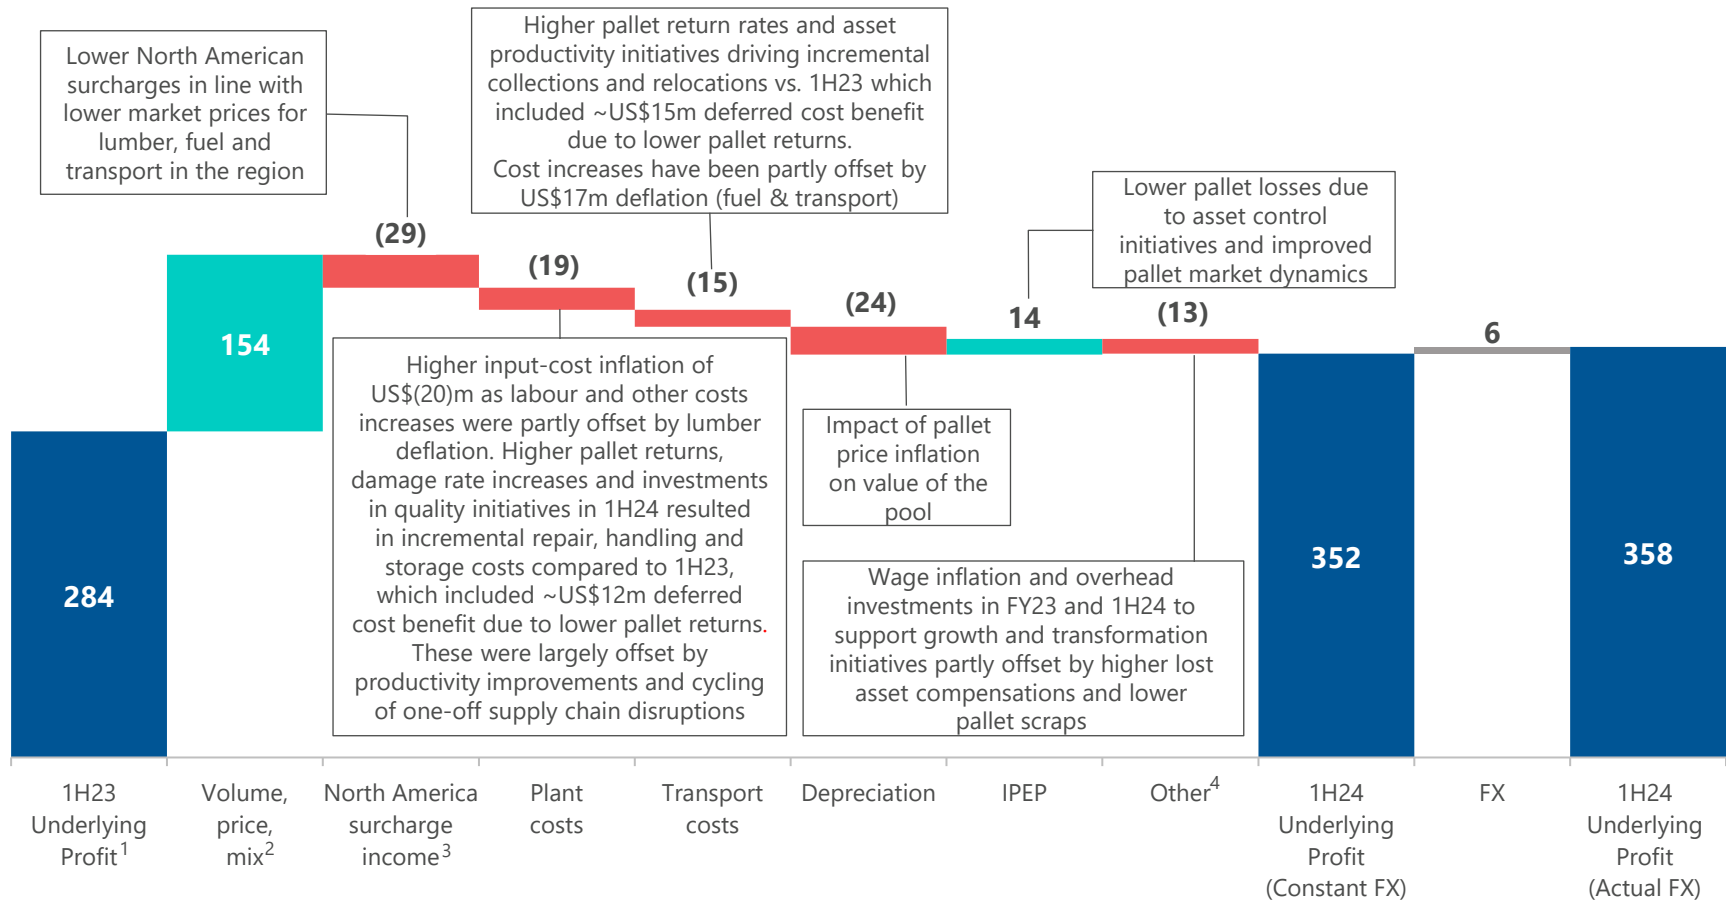 Lower North American
surcharges in line with
lower market prices for
lumber, fuel and
transport in the region
Higher pallet return rates and asset
productivity initiatives driving incremental
collections and relocations vs. 1H23 which
included ~US$15m deferred cost benefit
due to lower pallet returns.
Cost increases have been partly offset by
US$17m deflation (fuel & transport)
Lower pallet losses due
to asset control
initiatives and improved
pallet market dynamics
284
154
(29)
(19)
(15)
(24)
14
(13)
352
6
358
Higher input-cost inflation of
US$(20)m as labour and other costs
increases were partly offset by lumber
deflation. Higher pallet returns,
damage rate increases and investments
in quality initiatives in 1H24 resulted
in incremental repair, handling and
storage costs compared to 1H23,
which included ~US$12m deferred
cost benefit due to lower pallet returns.
These were largely offset by
productivity improvements and cycling
of one-off supply chain disruptions
Impact of pallet
price inflation
on value of the
pool
Wage inflation and overhead
investments in FY23 and 1H24 to
support growth and transformation
initiatives partly offset by higher lost
asset compensations and lower
pallet scraps
1H23
Underlying
Profit1
Volume,
price,
mix2
North America
surcharge
income3
Plant
costs
Transport
costs
Depreciation
IPEP
Other4
1H24
Underlying
Profit
(Constant FX)
FX
1H24
Underlying
Profit
(Actual FX)